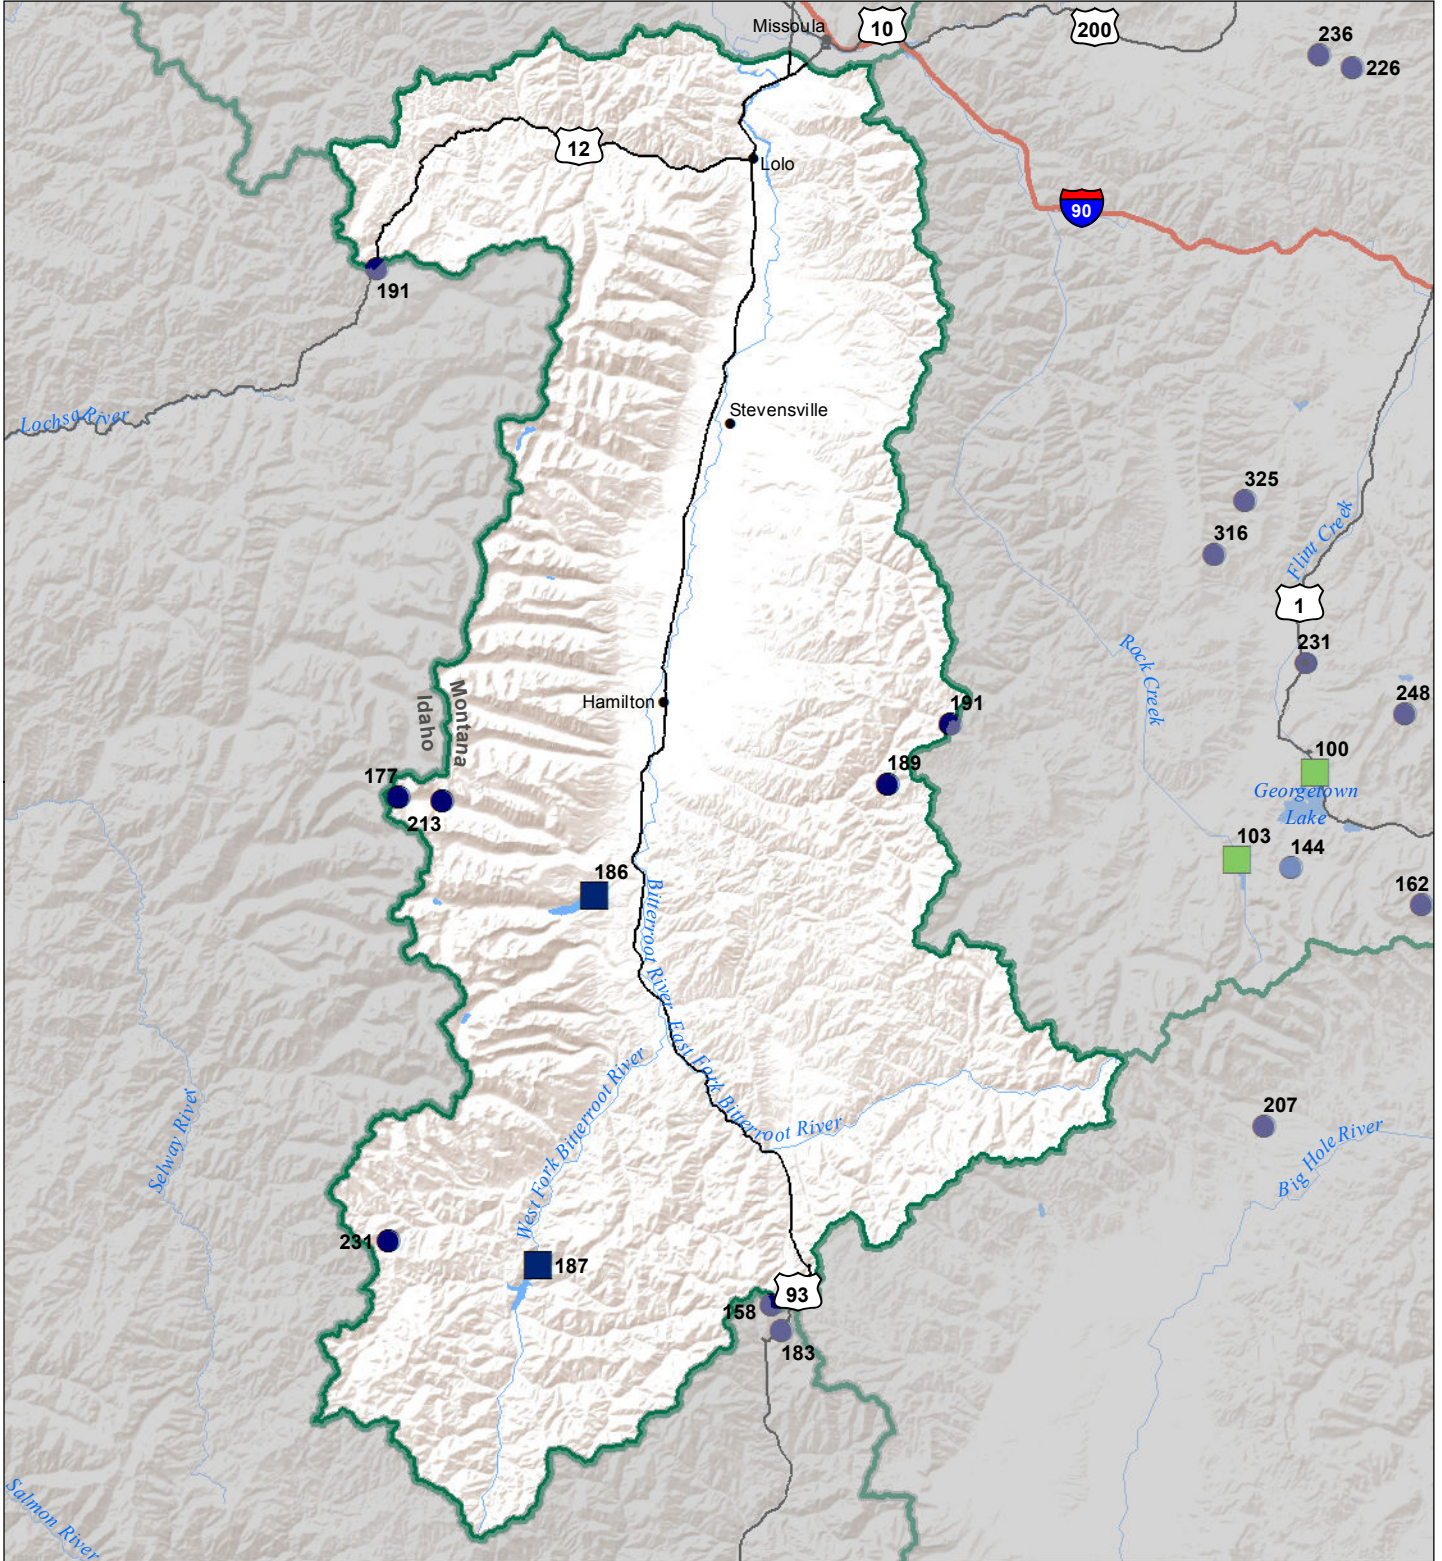 Missoula
10
200
236
226
12
Lolo
90
191
Lochsa River
Stevensville
325
316
Flint Creek
1
231
Rock Creek
Montana
Idaho
Hamilton
191
248
100
177
213
189
Georgetown
Lake
103
144
186
162
Bitterroot River
East Fork Bitterroot River
West Fork Bitterroot River
Selway River
207
Big Hole River
231
187
93
158
183
Salmon River